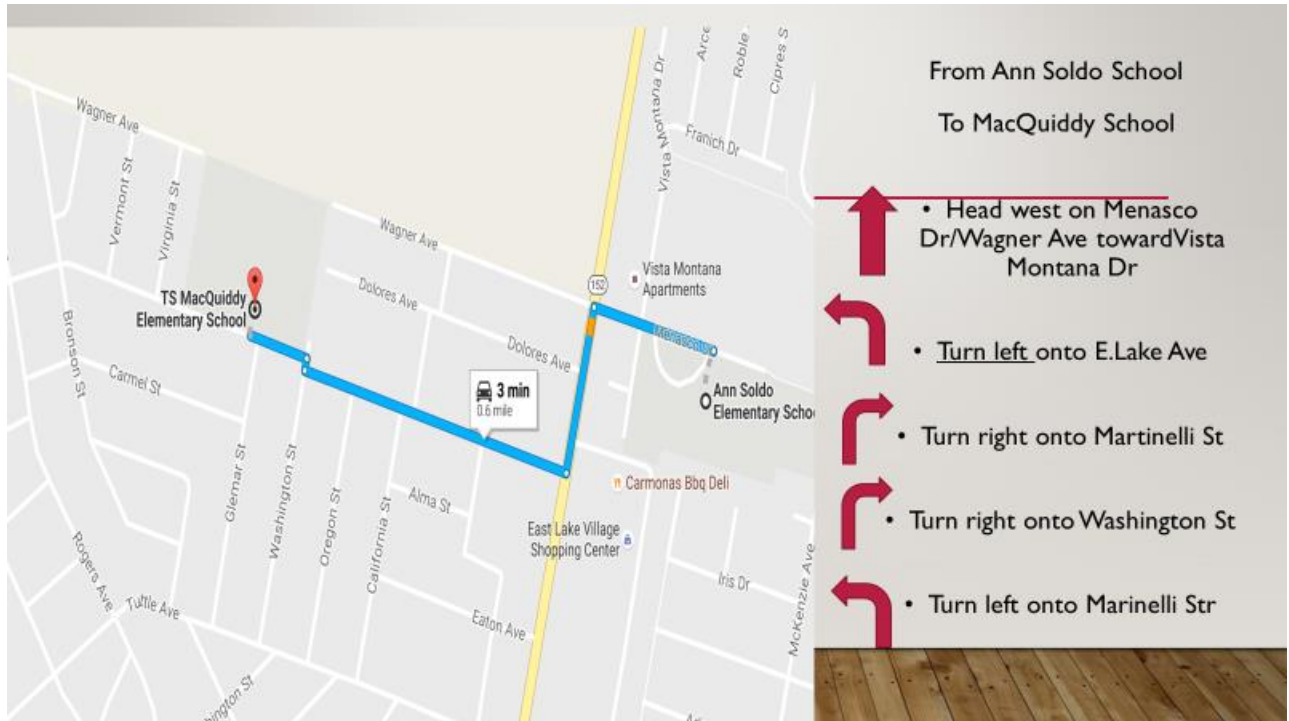 Wagner Ave
Vermont St
Virginia St
Wagner Ave
Dolores Ave
Dolores Ave
152
Vista Montana Dr
Arce
Roble
Cipres S
Franich Dr
Vista Montana
Apartments
TS MacQuiddy
Elementary School
Bronson St
Carmel St
3 min
0.6 mile
Ann Soldo
Elementary Schoo
Glemar St
Washington St
Oregon St
California St
Alma St
Carmonas Bbq Deli
East Lake Village
Shopping Center
Iris Dr
McKenzie Ave
Rogers Ave
Tuttle Ave
Eaton Ave
hington St
From Ann Soldo School
To MacQuiddy School
• Head west on Menasco
Dr/Wagner Ave towardVista
Montana Dr
• Turn left onto E.Lake Ave
• Turn right onto Martinelli St
• Turn right onto Washington St
• Turn left onto Marinelli Str